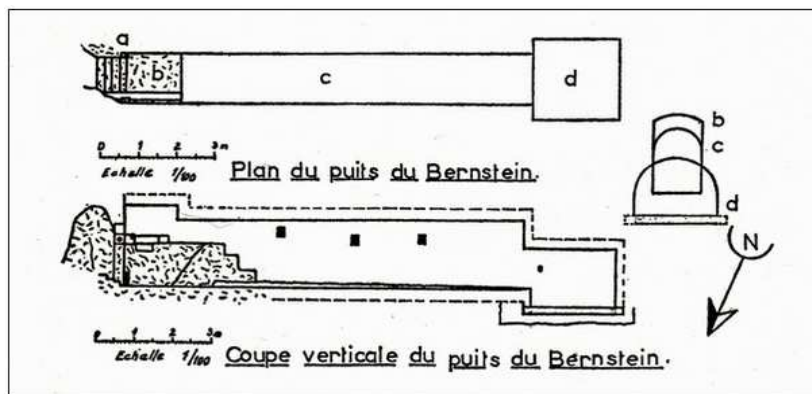 a
b
c
d
0 1 2 3m
Echelle 1/100
Plan du puits du Bernstein.
b
c
d
N
0 1 2 3m
Echelle 1/100
Coupe verticale du puits du Bernstein.